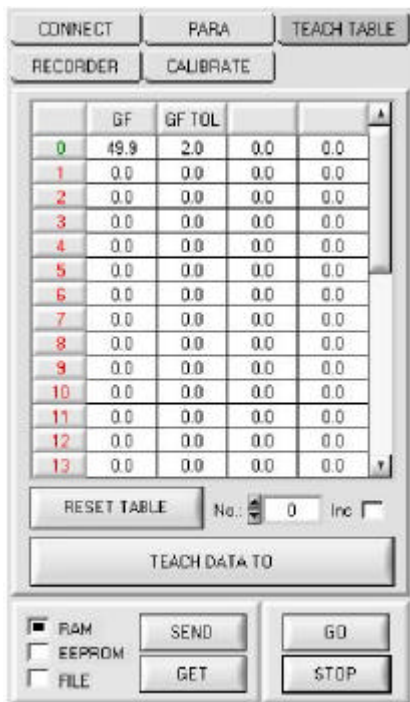 CONNECT PARA TEACH TABLE
RECORDER CALIBRATE
GF GF TOL
0 49.9 2.0 0.0 0.0
1 0.0 0.0 0.0 0.0
2 0.0 0.0 0.0 0.0
3 0.0 0.0 0.0 0.0
4 0.0 0.0 0.0 0.0
5 0.0 0.0 0.0 0.0
6 0.0 0.0 0.0 0.0
7 0.0 0.0 0.0 0.0
8 0.0 0.0 0.0 0.0
9 0.0 0.0 0.0 0.0
10 0.0 0.0 0.0 0.0
11 0.0 0.0 0.0 0.0
12 0.0 0.0 0.0 0.0
13 0.0 0.0 0.0 0.0
RESET TABLE No.: 0 Inc
TEACH DATA TO
RAM SEND GO
EEPROM
FILE GET STOP